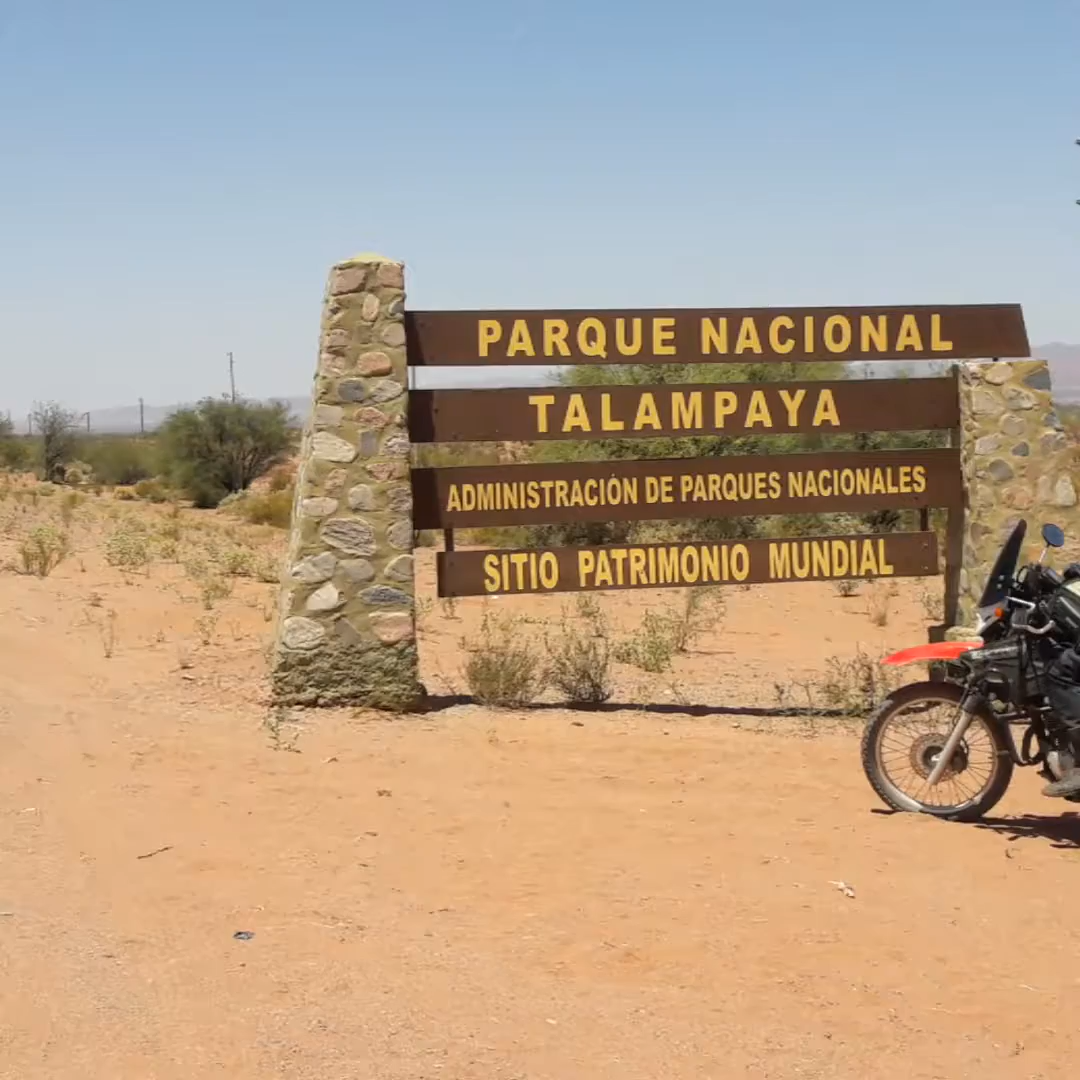 PARQUE NACIONAL
TALAMPAYA
ADMINISTRACIÓN DE PARQUES NACIONALES
SITIO PATRIMONIO MUNDIAL